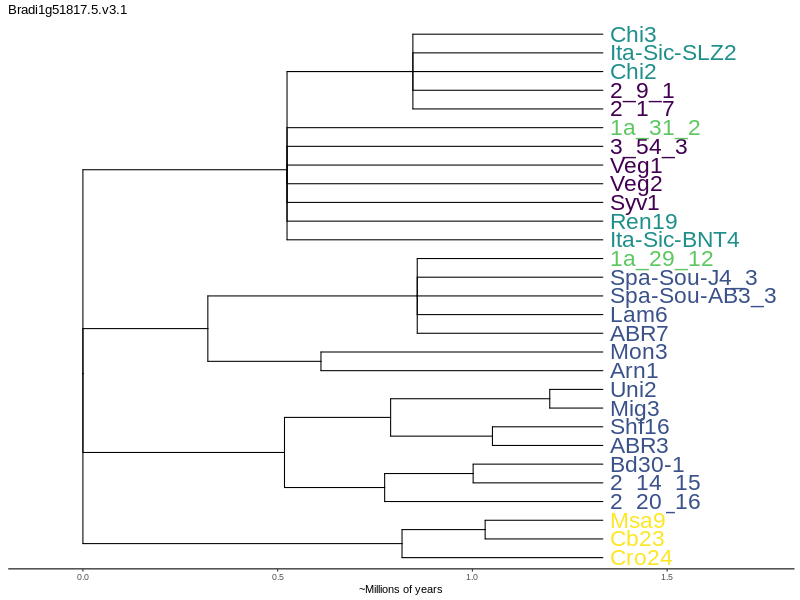 Bradi1g51817.5.v3.1
Chi3
Ita-Sic-SLZ2
Chi2
2_9_1
2_1_7
1a_31_2
3_54_3
Veg1
Veg2
Syv1
Ren19
Ita-Sic-BNT4
1a_29_12
Spa-Sou-J4_3
Spa-Sou-AB3_3
Lam6
ABR7
Mon3
Arn1
Uni2
Mig3
Shf16
ABR3
Bd30-1
2_14_15
2_20_16
Msa9
Cb23
Cro24
0.0 0.5 1.0 1.5
~Millions of years